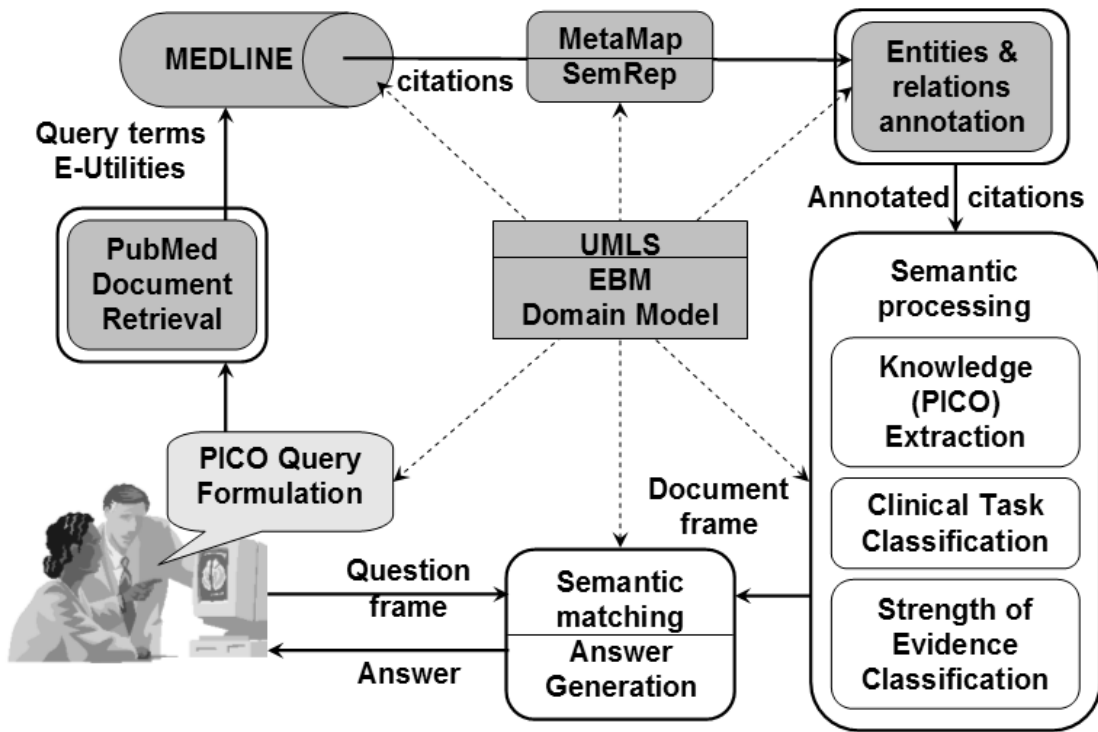 MEDLINE
citations
MetaMap
SemRep
Entities &
relations
annotation
Query terms
E-Utilities
Annotated citations
PubMed
Document
Retrieval
UMLS
EBM
Domain Model
Semantic
processing
Knowledge
(PICO)
Extraction
Clinical Task
Classification
Strength of
Evidence
Classification
PICO Query
Formulation
Document
frame
Question
frame
Semantic
matching
Answer
Generation
Answer